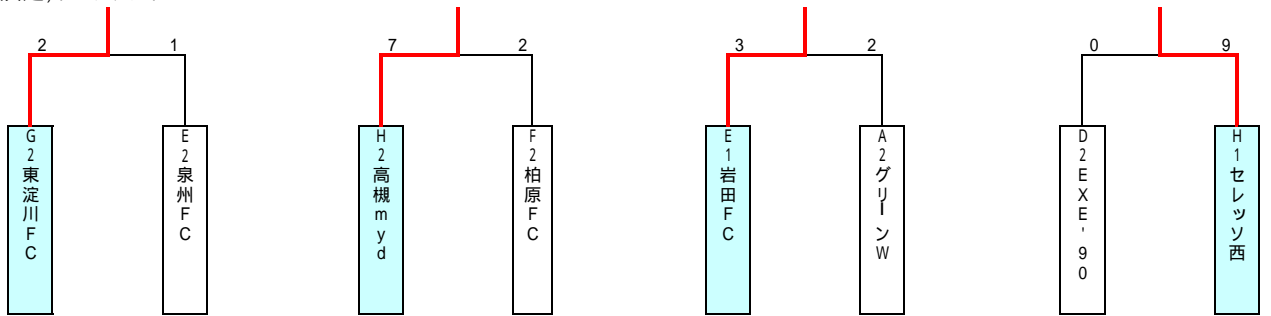 2 1 7 2 3 2 0 9
G2東淀川FC
E2泉州FC
H2高槻myd
F2柏原FC
E1岩田FC
A2グリーンW
D2EXE'90
H1セレッソ西